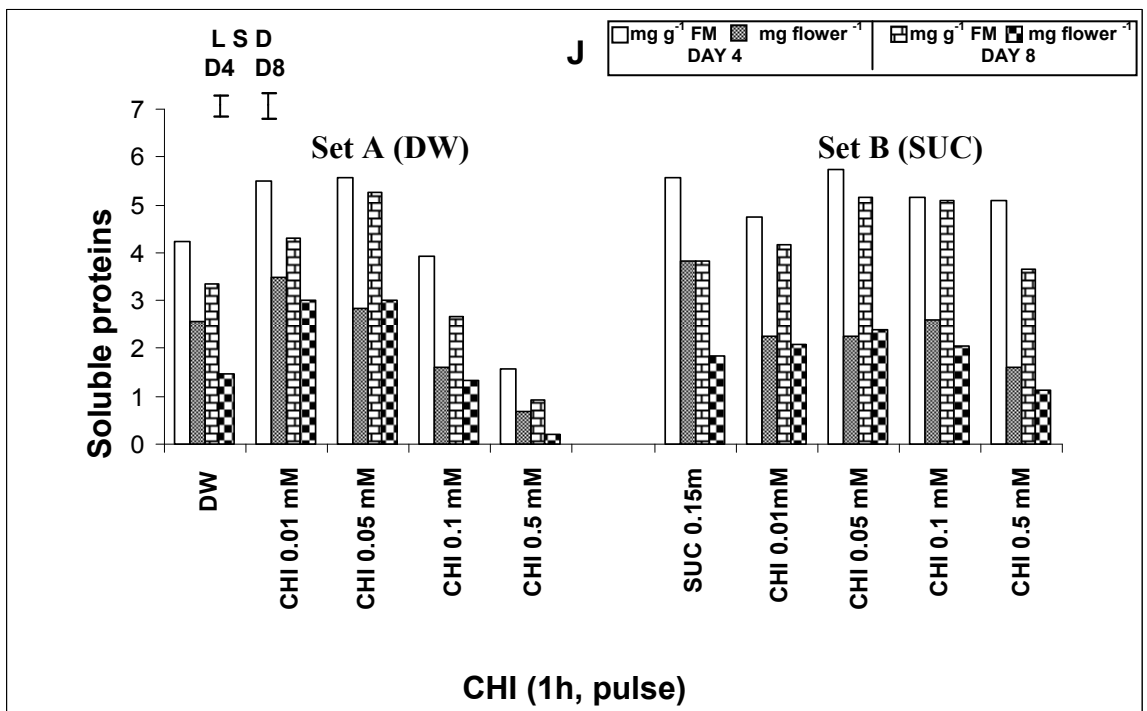 L S D
D4 D8
J
mg g-1 FM mg flower -1
DAY 4
mg g-1 FM mg flower -1
DAY 8
Set A (DW)
Set B (SUC)
Soluble proteins
7
6
5
4
3
2
1
0
DW
CHI 0.01 mM
CHI 0.05 mM
CHI 0.1 mM
CHI 0.5 mM
SUC 0.15m
CHI 0.01mM
CHI 0.05 mM
CHI 0.1 mM
CHI 0.5 mM
CHI (1h, pulse)